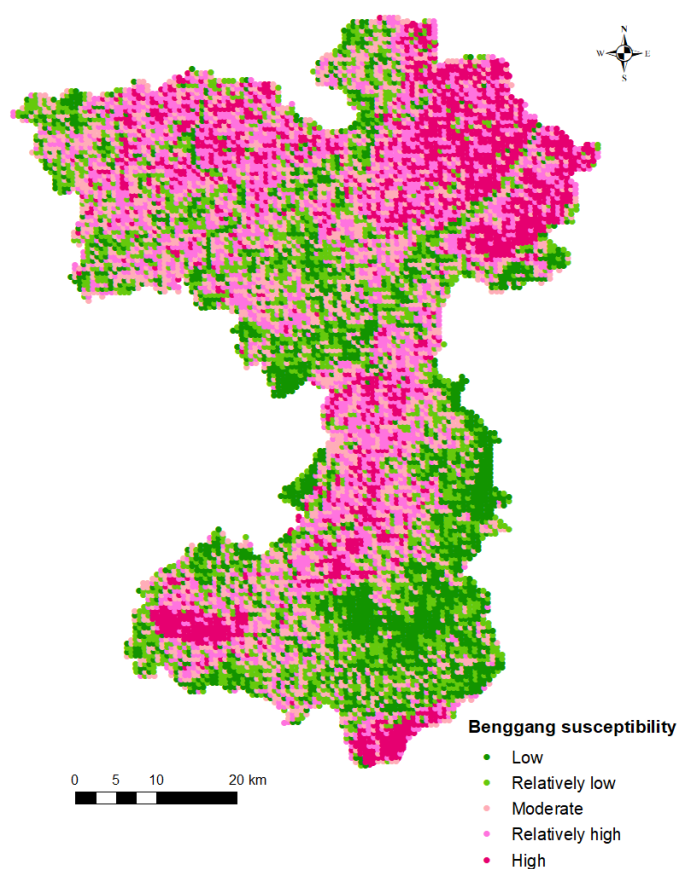 N
W E
S
Benggang susceptibility
Low
Relatively low
Moderate
Relatively high
High
0 5 10 20 km